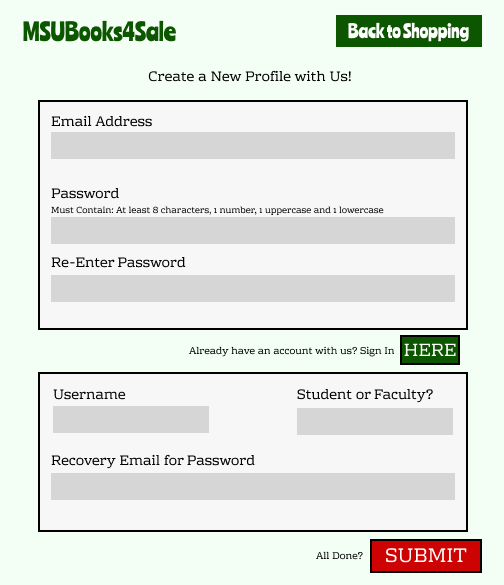 MSUBooks4Sale
Back to Shopping
Create a New Profile with Us!
Email Address
Password
Must Contain: At least 8 characters, 1 number, 1 uppercase and 1 lowercase
Re-Enter Password
Already have an account with us? Sign In HERE
Username
Student or Faculty?
Recovery Email for Password
All Done? SUBMIT